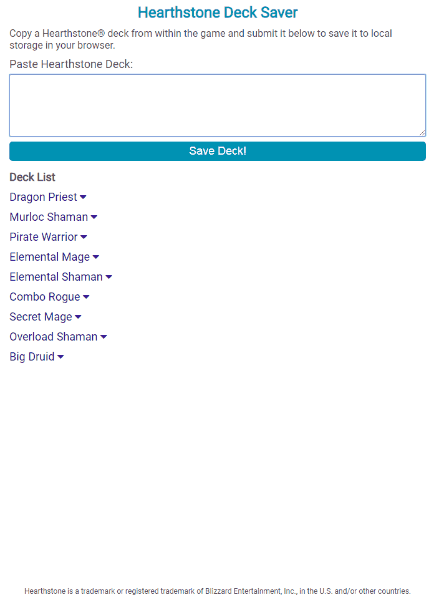 Hearthstone Deck Saver
Copy a Hearthstone® deck from within the game and submit it below to save it to local
storage in your browser.
Paste Hearthstone Deck:
Save Deck!
Deck List
Dragon Priest
Murloc Shaman
Pirate Warrior
Elemental Mage
Elemental Shaman
Combo Rogue
Secret Mage
Overload Shaman
Big Druid
Hearthstone is a trademark or registered trademark of Blizzard Entertainment, Inc., in the U.S. and/or other countries.